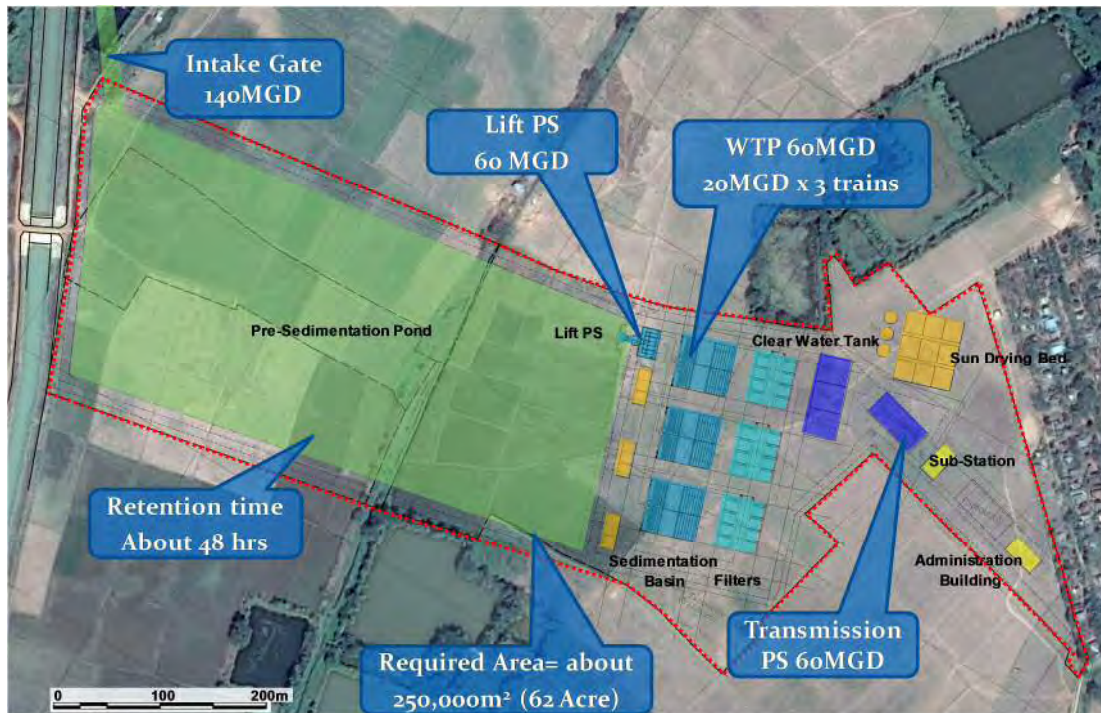 Intake Gate
140MGD
Lift PS
60 MGD
WTP 60MGD
20MGD x 3 trains
Pre-Sedimentation Pond
Lift PS
Clear Water Tank
Sun Drying Bed
Sub-Station
Retention time
About 48 hrs
Sedimentation
Basin
Filters
Administration
Building
Transmission
PS 60MGD
Required Area= about
250,000m² (62 Acre)
0 100 200m